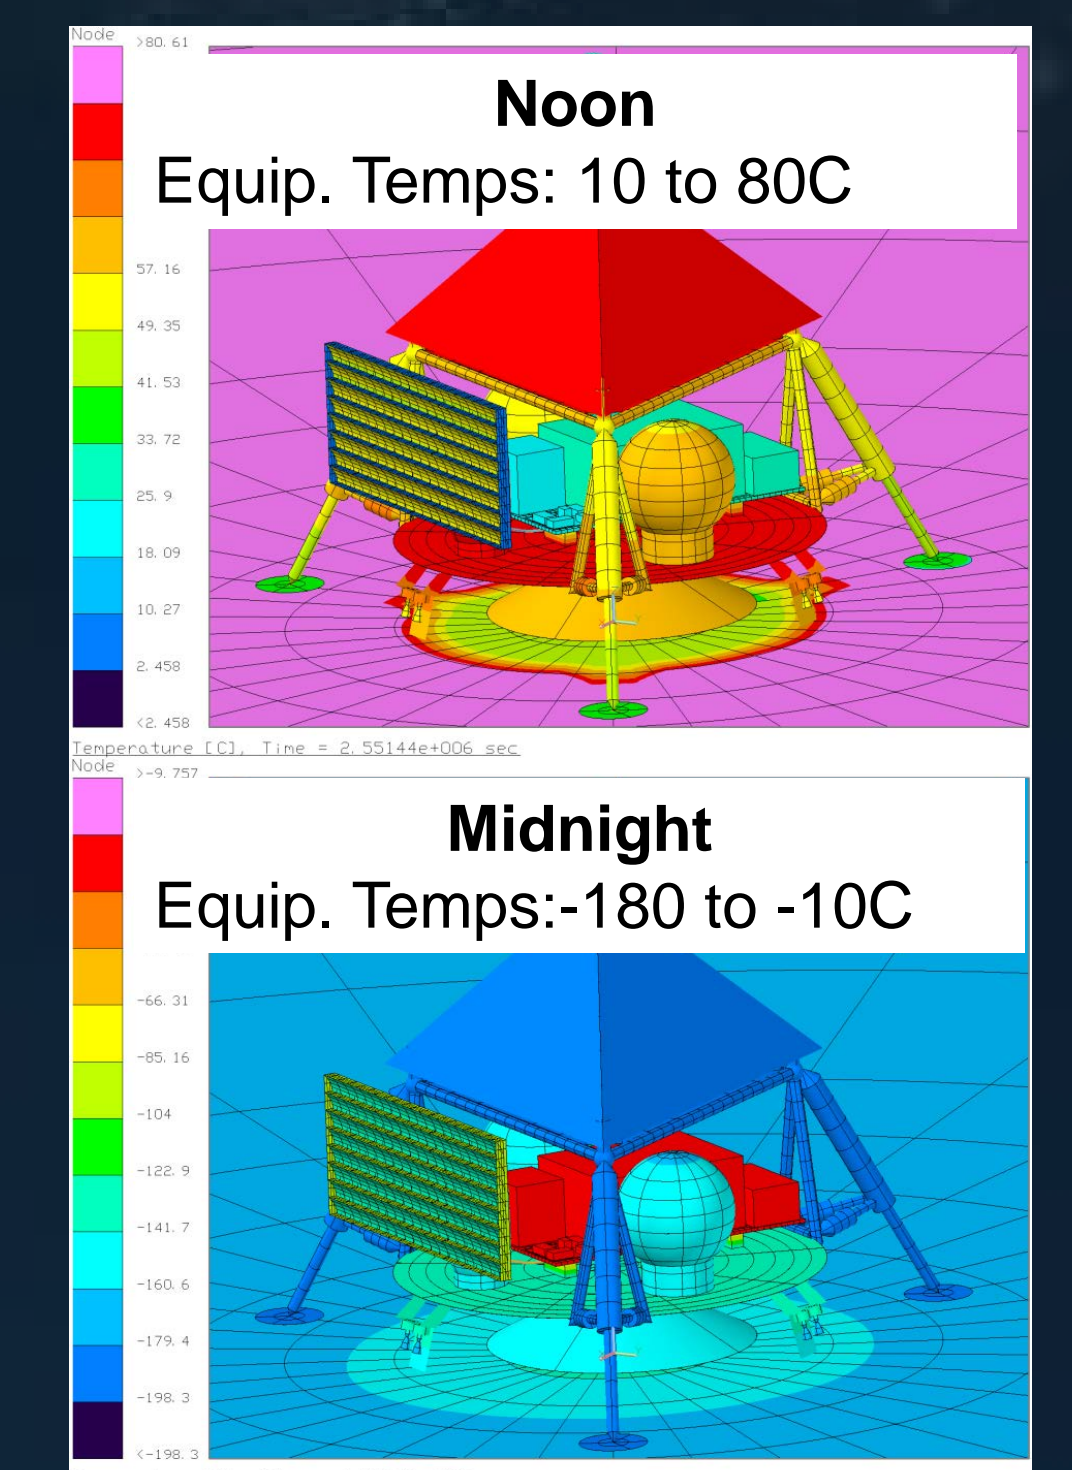 Node
>80.61
Noon
Equip. Temps: 10 to 80C
57.16
49.35
41.53
33.72
25.9
18.09
10.27
2.458
<2.458
Temperature [C], Time = 2.55144e+006 sec
Node
>-9.757
Midnight
Equip. Temps:-180 to -10C
-66.31
-85.16
-104
-122.9
-141.7
-160.6
-179.4
-198.3
<-198.3